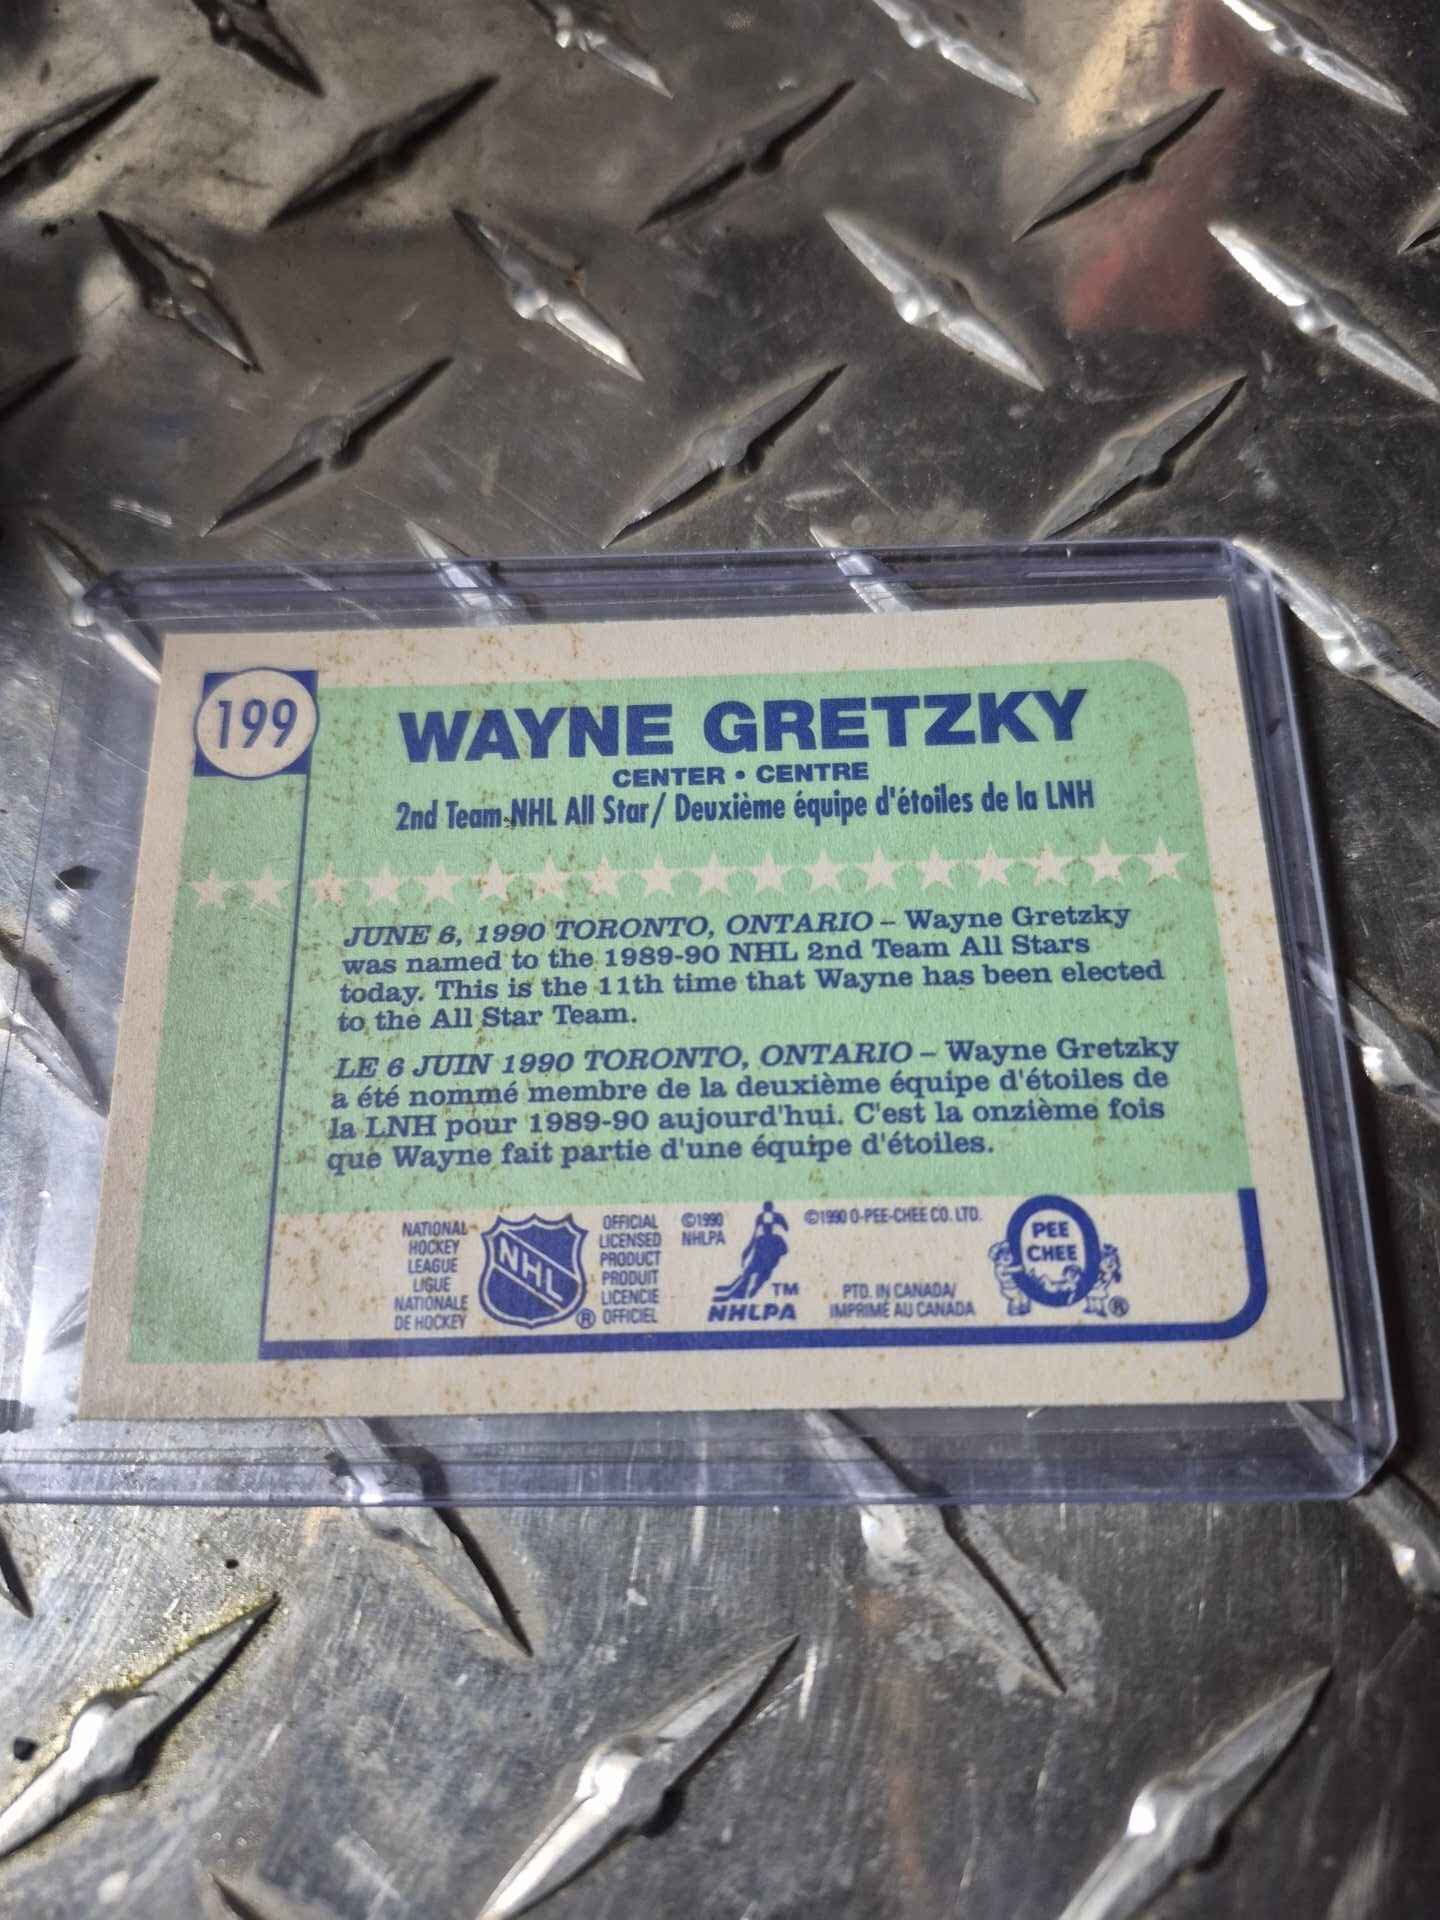 199
WAYNE GRETZKY
CENTER • CENTRE
2nd Team NHL All Star/ Deuxième équipe d'étoiles de la LNH
JUNE 6, 1990 TORONTO, ONTARIO – Wayne Gretzky
was named to the 1989-90 NHL 2nd Team All Stars
today. This is the 11th time that Wayne has been elected
to the All Star Team.
LE 6 JUIN 1990 TORONTO, ONTARIO – Wayne Gretzky
a été nommé membre de la deuxième équipe d'étoiles de
la LNH pour 1989-90 aujourd'hui. C'est la onzième fois
que Wayne fait partie d'une équipe d'étoiles.
NATIONAL
HOCKEY
LEAGUE
LIGUE
NATIONALE
DE HOCKEY
NHL
®
OFFICIAL
LICENSED
PRODUCT
PRODUIT
LICENCIE
OFFICIEL
©1990
NHLPA
TM
NHLPA
©1990 O-PEE-CHEE CO. LTD.
PTD. IN CANADA/
IMPRIMÉ AU CANADA
PEE
CHEE
®